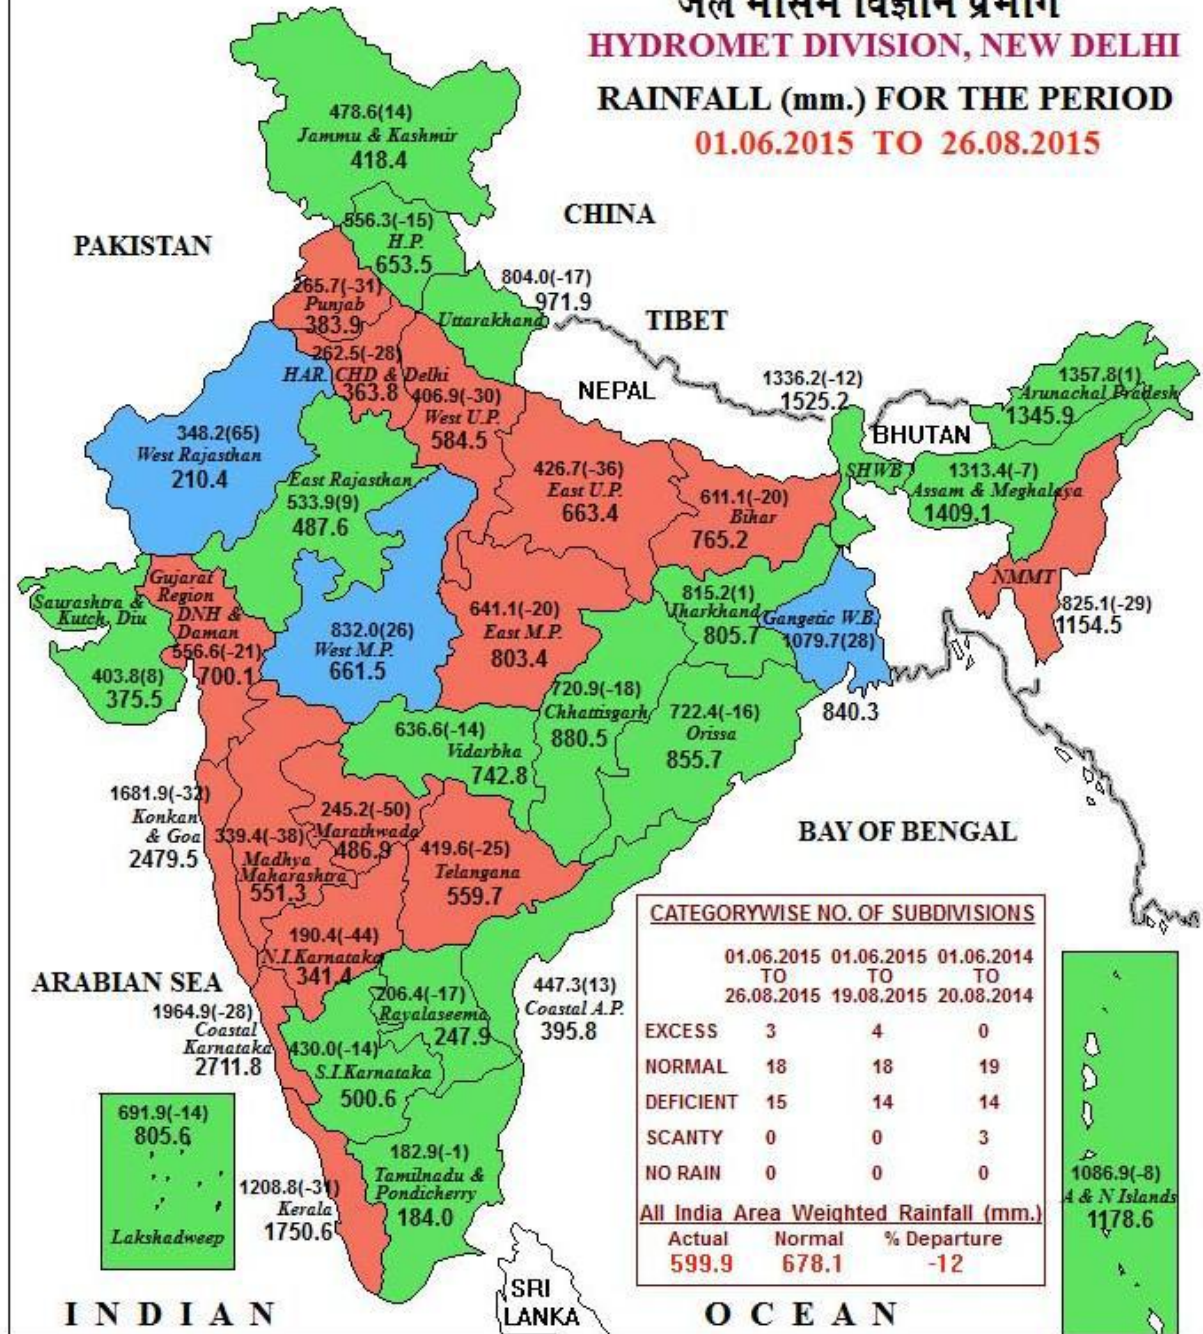 जल मौसम विज्ञान प्रभाग
HYDROMET DIVISION, NEW DELHI
RAINFALL (mm.) FOR THE PERIOD
01.06.2015 TO 26.08.2015
478.6(14)
Jammu & Kashmir
418.4
CHINA
PAKISTAN
556.3(-15)
H.P.
653.5
804.0(-17)
971.9
Uttarakhand
TIBET
265.7(-31)
Punjab
383.9
262.5(-28)
HAR. CHD & Delhi
363.8
406.9(-30)
West U.P.
584.5
NEPAL
1336.2(-12)
1525.2
SHWB
BHUTAN
1357.8(1)
Arunachal Pradesh
1345.9
1313.4(-7)
Assam & Meghalaya
1409.1
348.2(65)
West Rajasthan
210.4
East Rajasthan
533.9(9)
487.6
426.7(-36)
East U.P.
663.4
611.1(-20)
Bihar
765.2
NMMT
825.1(-29)
1154.5
Saurashtra &
Kutch, Diu
403.8(8)
375.5
Gujarat
Region
DNH &
Daman
556.6(-21)
700.1
832.0(26)
West M.P.
661.5
641.1(-20)
East M.P.
803.4
815.2(1)
Jharkhand
805.7
Gangetic W.B.
1079.7(28)
840.3
636.6(-14)
Vidarbha
742.8
720.9(-18)
Chhattisgarh
880.5
722.4(-16)
Orissa
855.7
1681.9(-32)
Konkan
& Goa
2479.5
339.4(-38)
Madhya
Maharashtra
551.3
245.2(-50)
Marathwada
486.9
419.6(-25)
Telangana
559.7
BAY OF BENGAL
190.4(-44)
N.I.Karnataka
341.4
ARABIAN SEA
1964.9(-28)
Coastal
Karnataka
2711.8
206.4(-17)
Rayalaseema
247.9
447.3(13)
Coastal A.P.
395.8
430.0(-14)
S.I.Karnataka
500.6
691.9(-14)
805.6
Lakshadweep
1208.8(-31)
Kerala
1750.6
182.9(-1)
Tamilnadu &
Pondicherry
184.0
CATEGORYWISE NO. OF SUBDIVISIONS
01.06.2015 01.06.2015 01.06.2014
TO TO TO
26.08.2015 19.08.2015 20.08.2014
EXCESS 3 4 0
NORMAL 18 18 19
DEFICIENT 15 14 14
SCANTY 0 0 3
NO RAIN 0 0 0
All India Area Weighted Rainfall (mm.)
Actual Normal % Departure
599.9 678.1 -12
1086.9(-8)
A & N Islands
1178.6
SRI
LANKA
INDIAN OCEAN